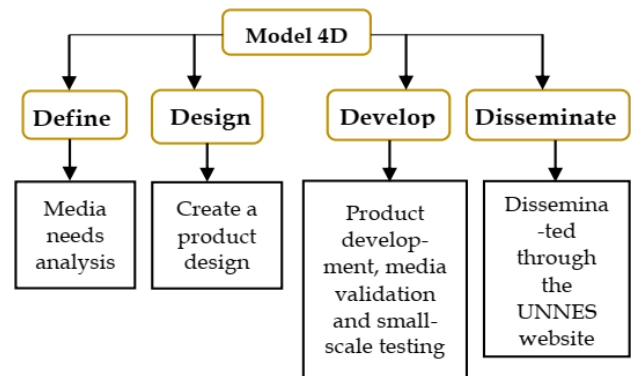 Model 4D
Define
Design
Develop
Disseminate
Media
needs
analysis
Create a
product
design
Product
develop-
ment, media
validation
and small-
scale testing
Dissemina
-ted
through
the
UNNES
website